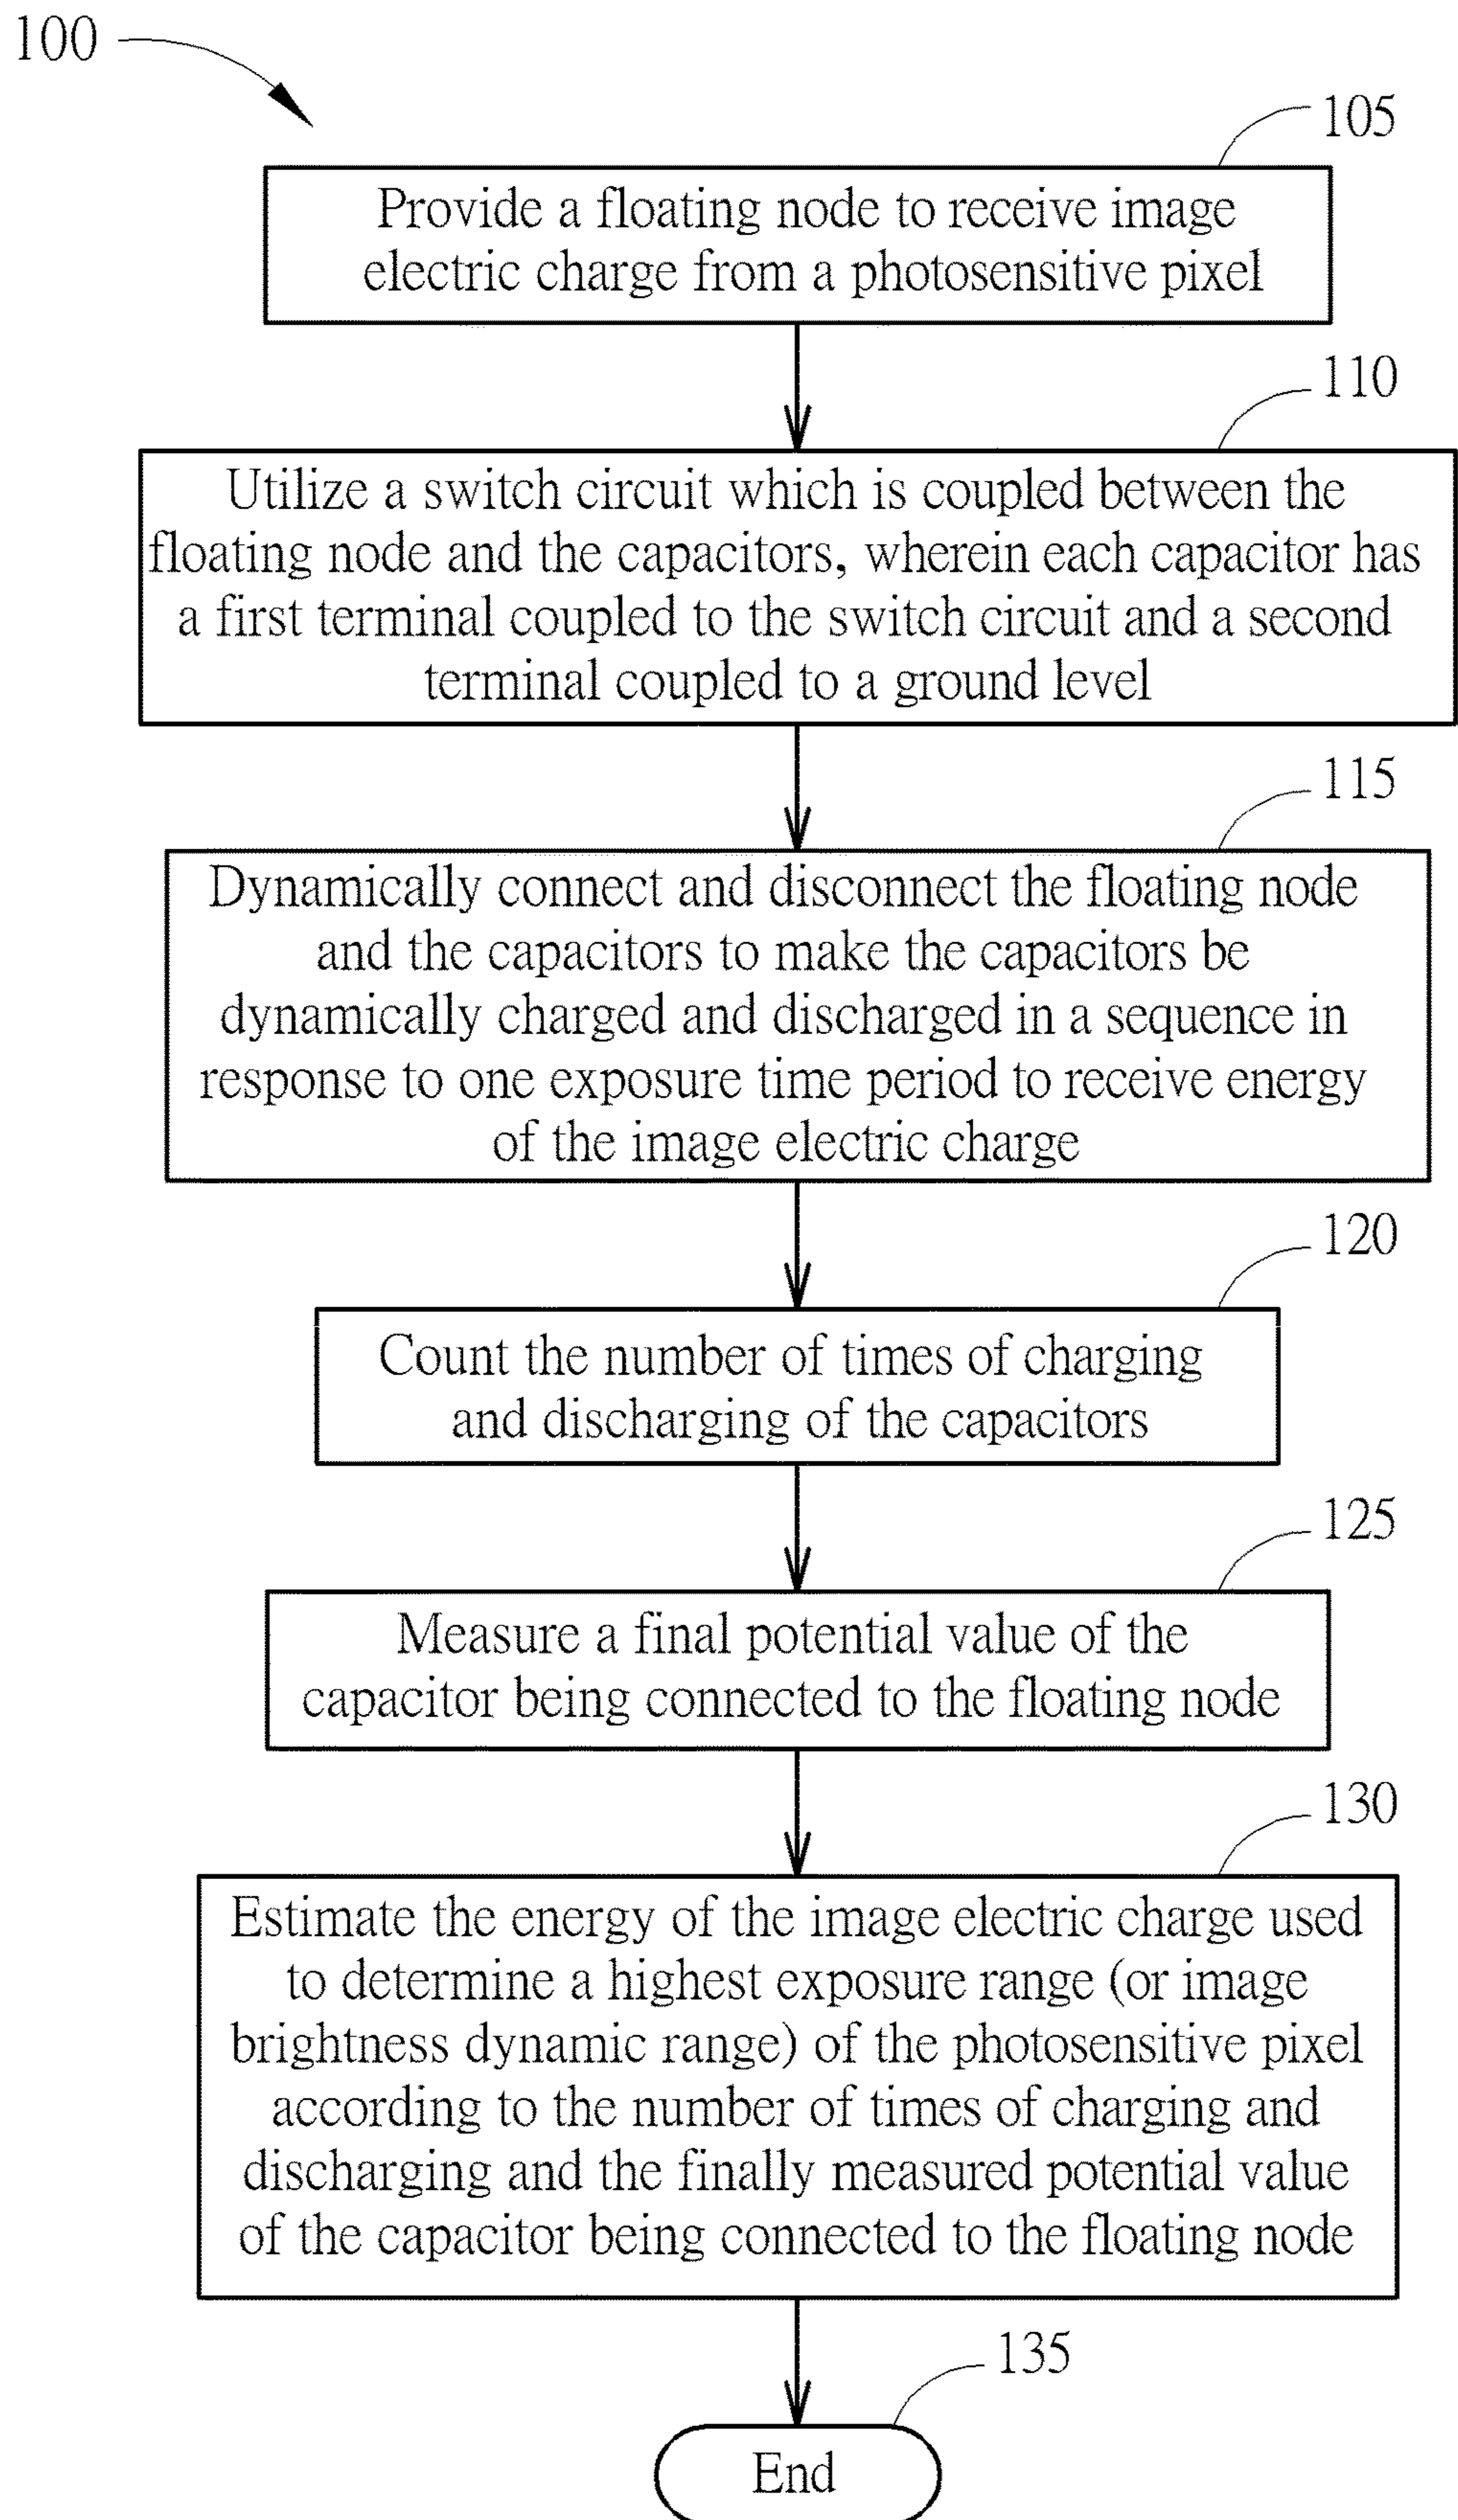 100
105
Provide a floating node to receive image
electric charge from a photosensitive pixel
110
Utilize a switch circuit which is coupled between the
floating node and the capacitors, wherein each capacitor has
a first terminal coupled to the switch circuit and a second
terminal coupled to a ground level
115
Dynamically connect and disconnect the floating node
and the capacitors to make the capacitors be
dynamically charged and discharged in a sequence in
response to one exposure time period to receive energy
of the image electric charge
120
Count the number of times of charging
and discharging of the capacitors
125
Measure a final potential value of the
capacitor being connected to the floating node
130
Estimate the energy of the image electric charge used
to determine a highest exposure range (or image
brightness dynamic range) of the photosensitive pixel
according to the number of times of charging and
discharging and the finally measured potential value
of the capacitor being connected to the floating node
135
End